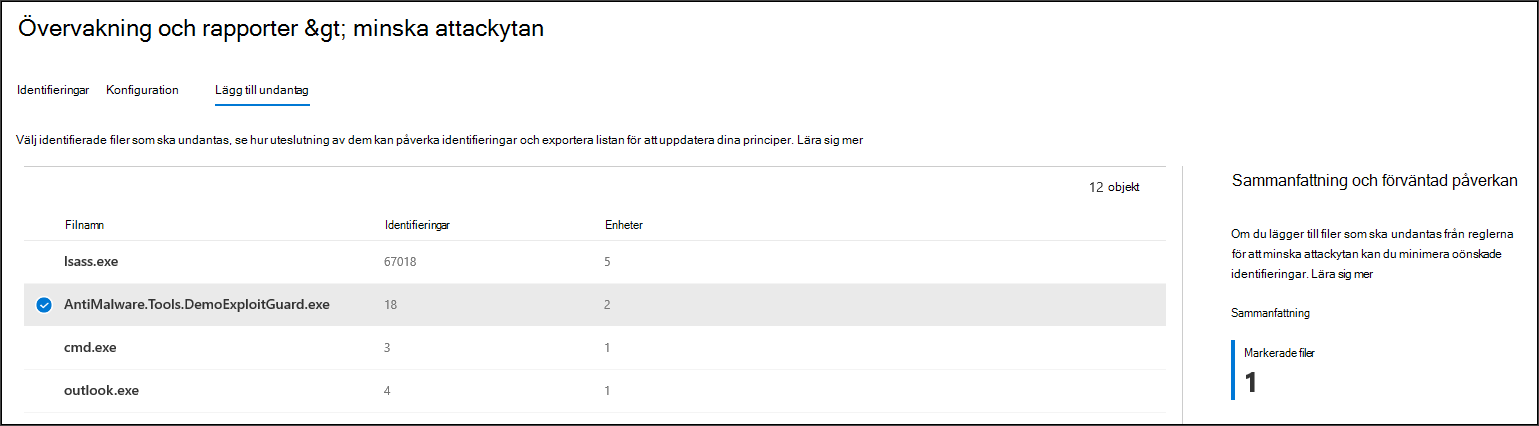 Övervakning och rapporter &gt; minska attackytan
Identifieringar Konfiguration Lägg till undantag
Välj identifierade filer som ska undantas, se hur uteslutning av dem kan påverka identifieringar och exportera listan för att uppdatera dina principer. Lära sig mer
12 objekt
Filnamn Identifieringar Enheter
lsass.exe 67018 5
AntiMalware.Tools.DemoExploitGuard.exe 18 2
cmd.exe 3 1
outlook.exe 4 1
Sammanfattning och förväntad påverkan
Om du lägger till filer som ska undantas från reglerna
för att minska attackytan kan du minimera oönskade
identifieringar. Lära sig mer
Sammanfattning
Markerade filer
1